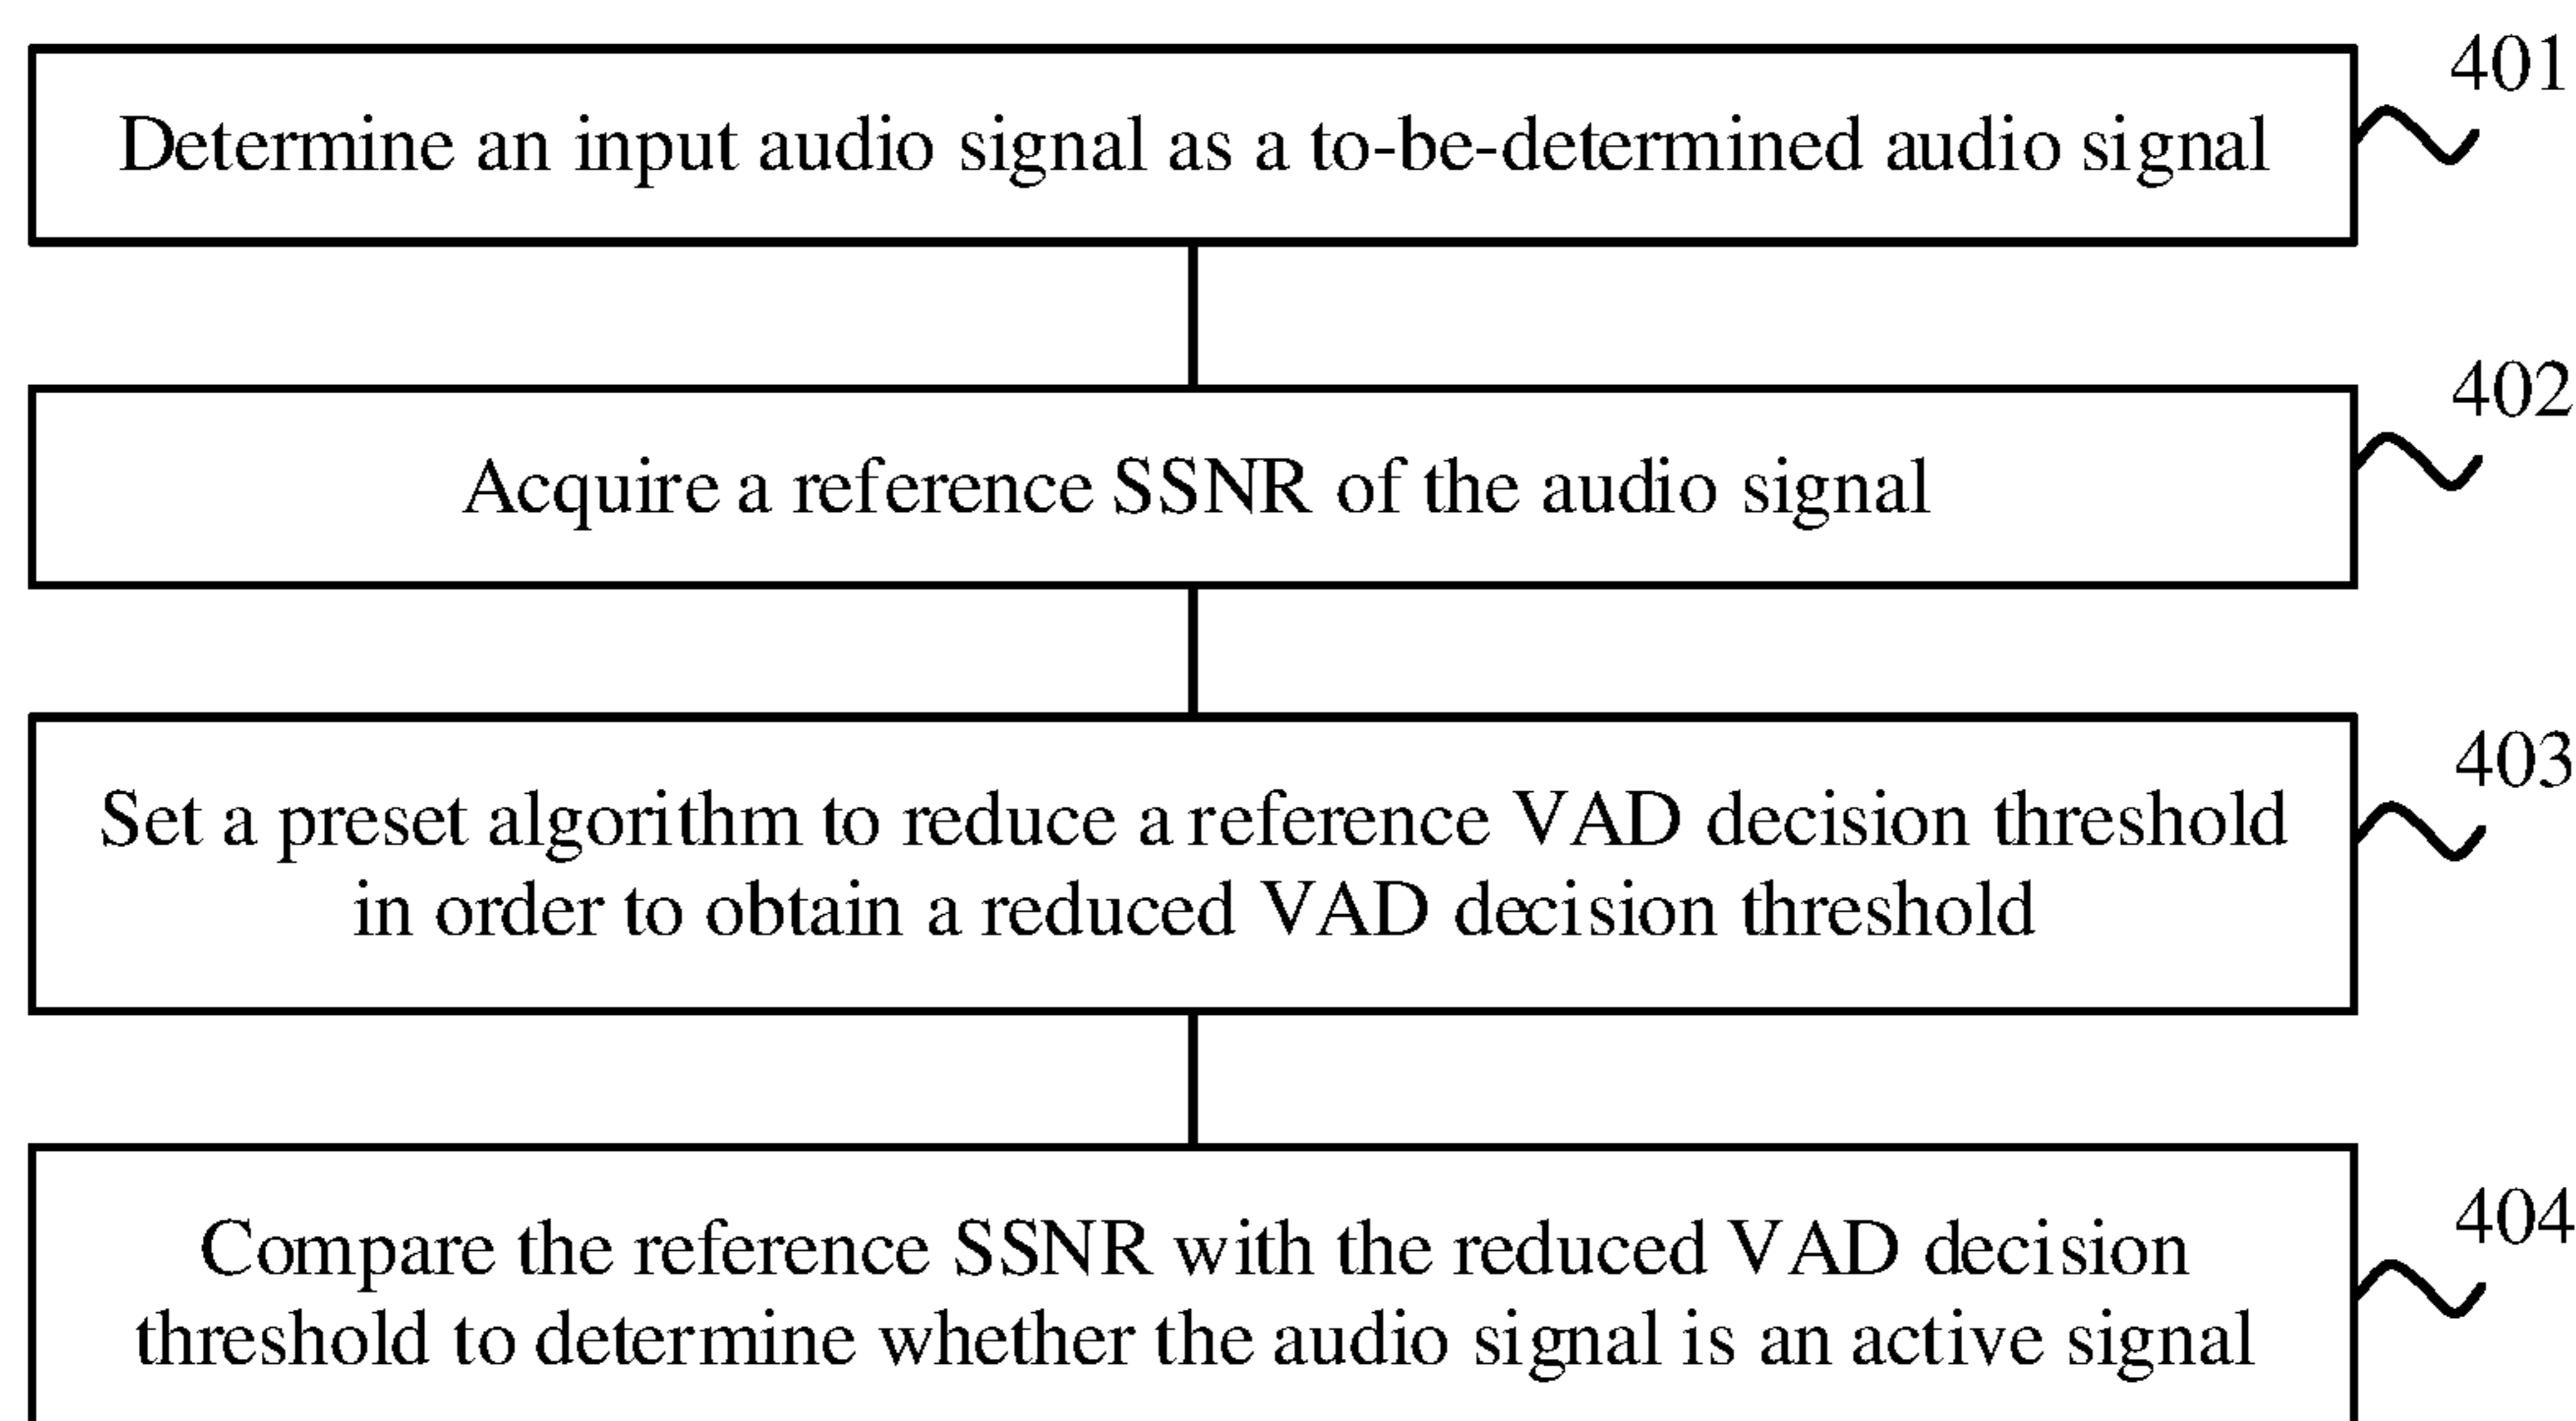 401
Determine an input audio signal as a to-be-determined audio signal
402
Acquire a reference SSNR of the audio signal
403
Set a preset algorithm to reduce a reference VAD decision threshold
in order to obtain a reduced VAD decision threshold
404
Compare the reference SSNR with the reduced VAD decision
threshold to determine whether the audio signal is an active signal